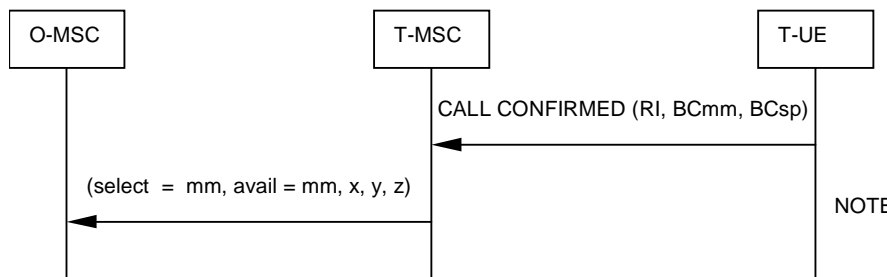 O-MSC
T-MSC
T-UE
CALL CONFIRMED (RI, BCmm, BCsp)
(select = mm, avail = mm, x, y, z)
NOTE